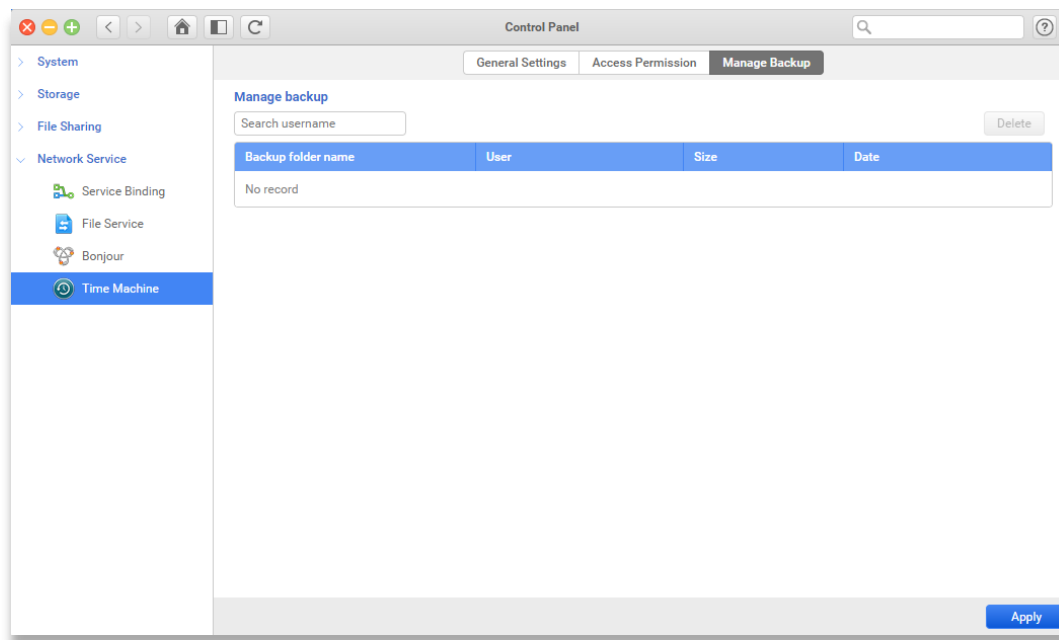 Control Panel
?
System
Storage
File Sharing
Network Service
Service Binding
File Service
Bonjour
Time Machine
General Settings Access Permission Manage Backup
Manage backup
Search username Delete
Backup folder name User Size Date
No record
Apply